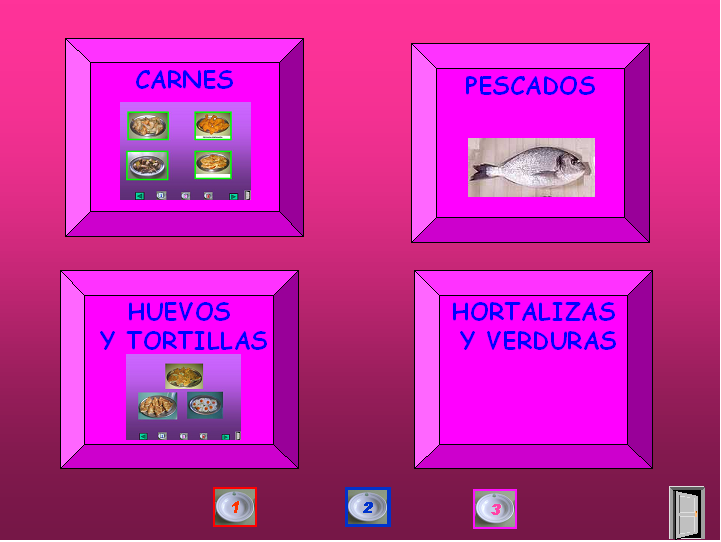 CARNES
PESCADOS
HUEVOS
Y TORTILLAS
HORTALIZAS
Y VERDURAS
1
2
3